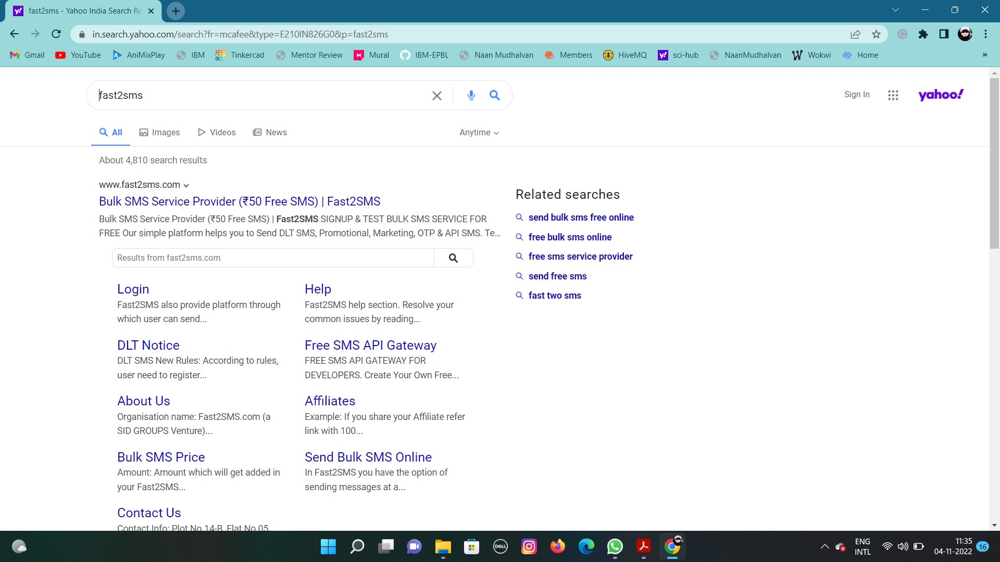 fast2sms - Yahoo India Search Re
in.search.yahoo.com/search?fr=mcafee&type=E210IN826G0&p=fast2sms
Gmail YouTube AniMixPlay IBM Tinkercad Mentor Review Mural IBM-EPBL Naan Mudhalvan Members HiveMQ sci-hub NaanMudhalvan Wokwi Home »
fast2sms
Sign In
yahoo!
All Images Videos News Anytime
About 4,810 search results
www.fast2sms.com
Bulk SMS Service Provider (₹50 Free SMS) | Fast2SMS
Bulk SMS Service Provider (₹50 Free SMS) | Fast2SMS SIGNUP & TEST BULK SMS SERVICE FOR
FREE Our simple platform helps you to Send DLT SMS, Promotional, Marketing, OTP & API SMS. Te...
Results from fast2sms.com
Login
Fast2SMS also provide platform through
which user can send...
Help
Fast2SMS help section. Resolve your
common issues by reading...
DLT Notice
DLT SMS New Rules: According to rules,
user need to register...
Free SMS API Gateway
FREE SMS API GATEWAY FOR
DEVELOPERS. Create Your Own Free...
About Us
Organisation name: Fast2SMS.com (a
SID GROUPS Venture)...
Affiliates
Example: If you share your Affiliate refer
link with 100...
Bulk SMS Price
Amount: Amount which will get added in
your Fast2SMS...
Send Bulk SMS Online
In Fast2SMS you have the option of
sending messages at a...
Contact Us
Contact Info: Plot No 14-B, Flat No 05
Related searches
send bulk sms free online
free bulk sms online
free sms service provider
send free sms
fast two sms
DELL
ENG
INTL
11:35
04-11-2022
16